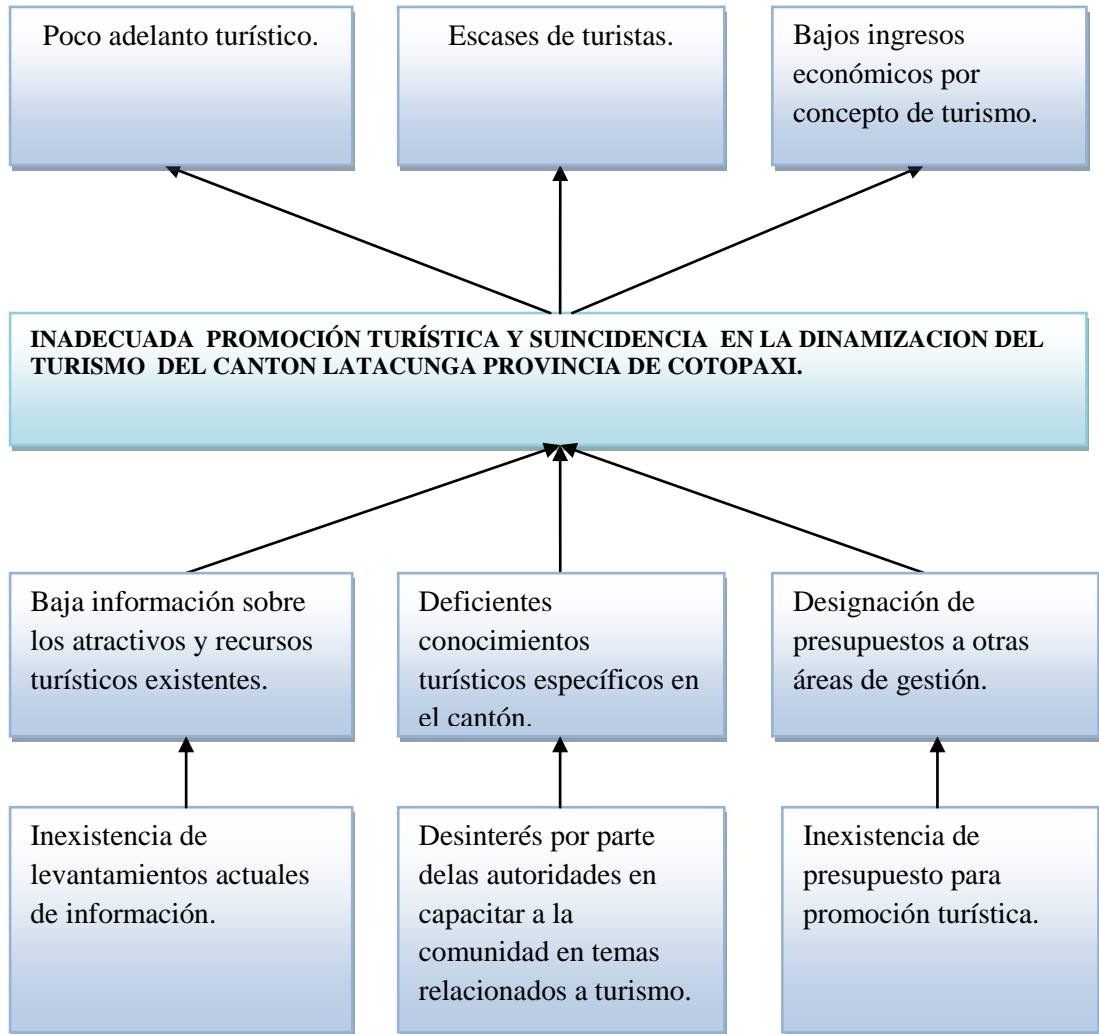 Poco adelanto turístico.
Escases de turistas.
Bajos ingresos
económicos por
concepto de turismo.
INADECUADA PROMOCIÓN TURÍSTICA Y SUINCIDENCIA EN LA DINAMIZACION DEL
TURISMO DEL CANTON LATACUNGA PROVINCIA DE COTOPAXI.
Baja información sobre
los atractivos y recursos
turísticos existentes.
Deficientes
conocimientos
turísticos específicos en
el cantón.
Designación de
presupuestos a otras
áreas de gestión.
Inexistencia de
levantamientos actuales
de información.
Desinterés por parte
delas autoridades en
capacitar a la
comunidad en temas
relacionados a turismo.
Inexistencia de
presupuesto para
promoción turística.